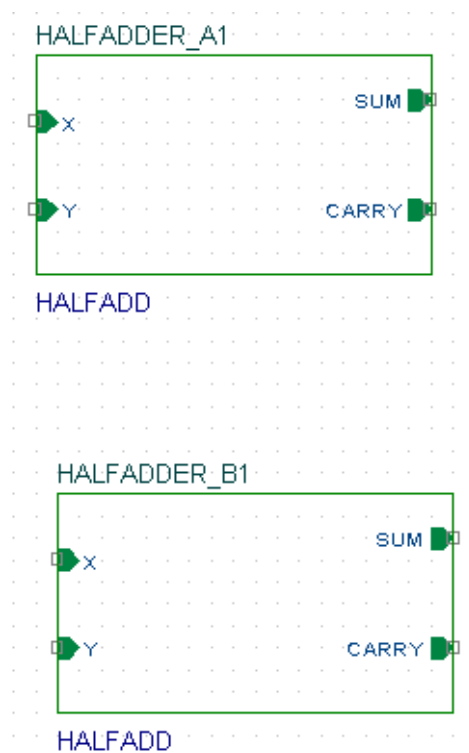 HALFADDER_A1
SUM
X
Y CARRY
HALFADD
HALFADDER_B1
SUM
X
Y CARRY
HALFADD